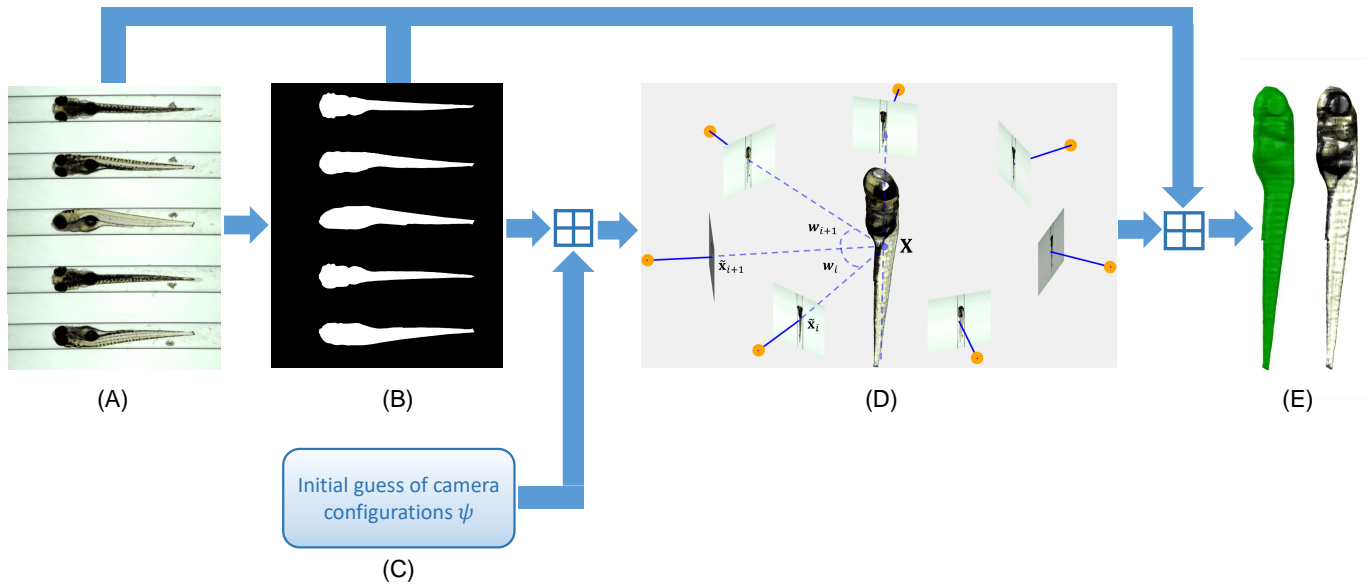 w_{i+1}
X
x̃_{i+1}
w_i
x̃_i
(A)
(B)
(D)
(E)
Initial guess of camera
configurations ψ
(C)